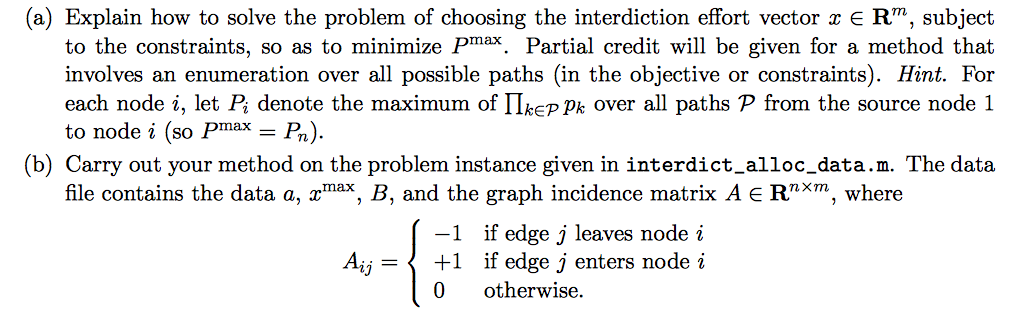 (a) Explain how to solve the problem of choosing the interdiction effort vector x ∈ R^m, subject
to the constraints, so as to minimize P^max. Partial credit will be given for a method that
involves an enumeration over all possible paths (in the objective or constraints). Hint. For
each node i, let P_i denote the maximum of ∏_{k∈P} p_k over all paths P from the source node 1
to node i (so P^max = P_n).
(b) Carry out your method on the problem instance given in interdict_alloc_data.m. The data
file contains the data a, x^max, B, and the graph incidence matrix A ∈ R^{n×m}, where
A_ij = { −1 if edge j leaves node i
+1 if edge j enters node i
0 otherwise.